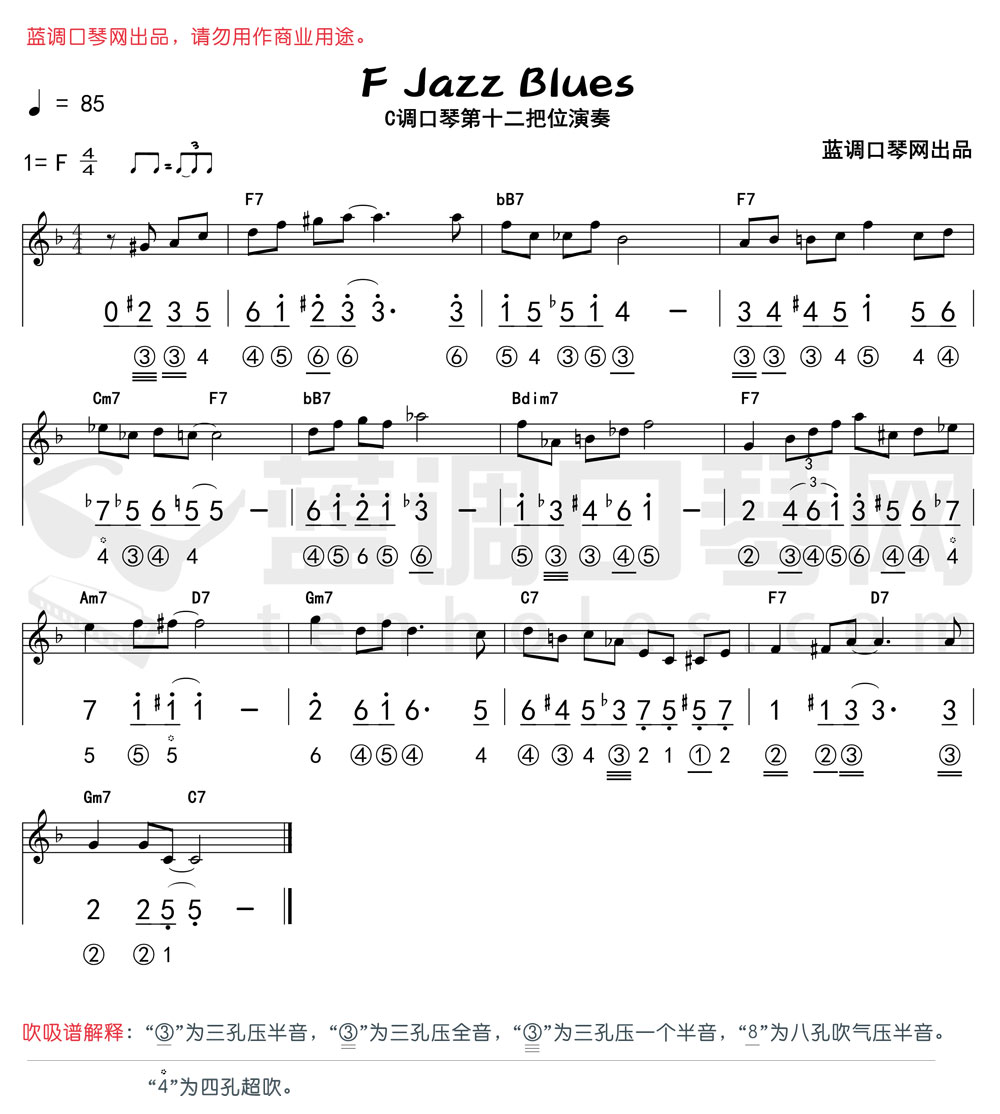 蓝调口琴网出品，请勿用作商业用途。
F Jazz Blues
♩ = 85
C调口琴第十二把位演奏
蓝调口琴网出品
1= F 4/4
3
F7 bB7 F7
0 #2 3 5 | 6 1 #2 3 3· 3 | 1 5 b5 1 4 – | 3 4 #4 5 1 5 6
③ ③ 4 ④ ⑤ ⑥ ⑥ ⑥ ⑤ 4 ③ ⑤ ③ ③ ③ ③ 4 ⑤ 4 ④
Cm7 F7 bB7 Bdim7 F7
3
3
b7 b5 6 ♮5 5 – | 6 1 2 1 b3 – | 1 b3 #4 b6 1 – | 2 4 6 1 3 #5 6 b7
4 ③ ④ 4 ④ ⑤ 6 ⑤ ⑥ ⑤ ③ ③ ④ ⑤ ② ③ ④ ⑤ ⑥ ④ ④ 4
蓝调口琴网
tenholes.com
Am7 D7 Gm7 C7 F7 D7
7 1 #1 1 – | 2 6 1 6· 5 | 6 #4 5 b3 7 5 #5 7 | 1 #1 3 3· 3
5 ⑤ 5 6 ④ ⑤ ④ 4 ④ ③ 4 ③ 2 1 ① 2 ② ② ③ ③
Gm7 C7
2 2 5 5 –
② ② 1
吹吸谱解释：“③”为三孔压半音，“③”为三孔压全音，“③”为三孔压一个半音，“8”为八孔吹气压半音。
“4”为四孔超吹。